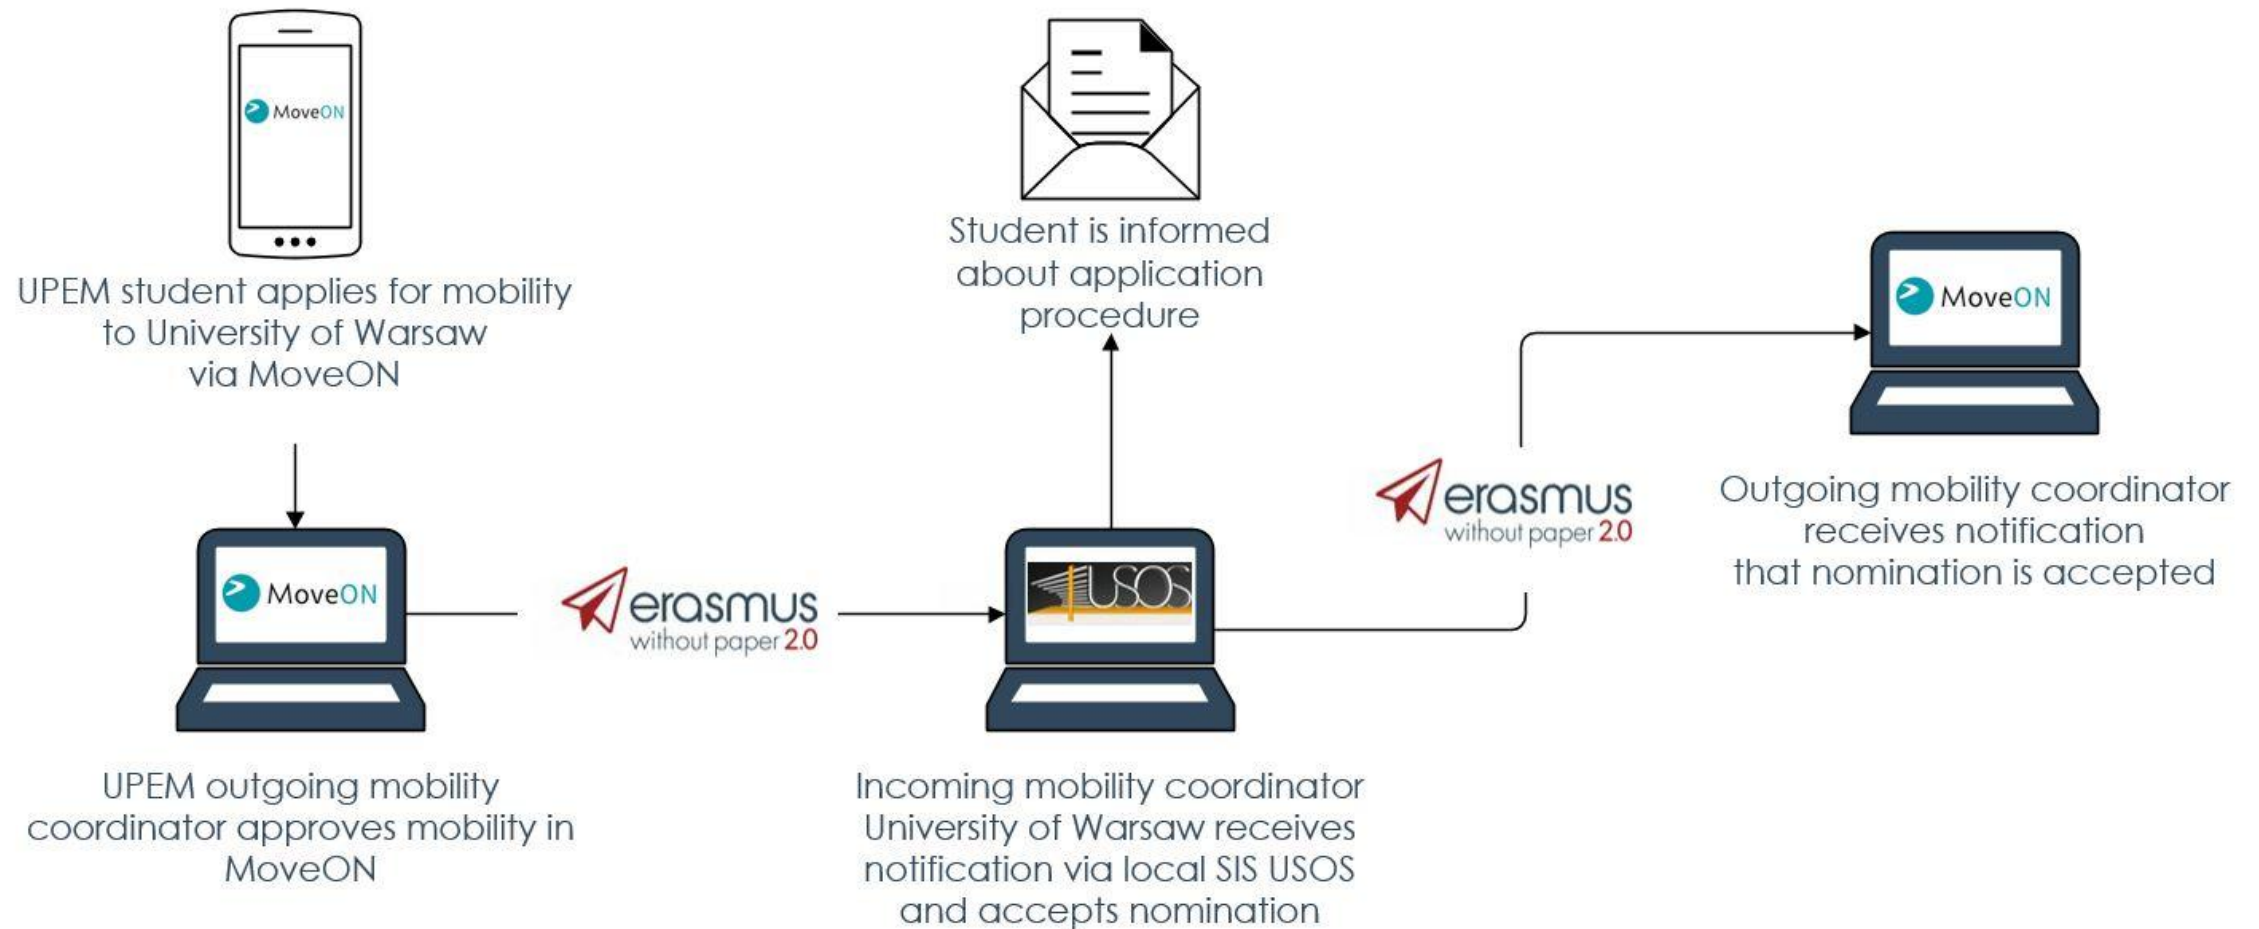 MoveON
UPEM student applies for mobility
to University of Warsaw
via MoveON
Student is informed
about application
procedure
MoveON
Outgoing mobility coordinator
receives notification
that nomination is accepted
erasmus
without paper 2.0
MoveON
erasmus
without paper 2.0
USOS
UPEM outgoing mobility
coordinator approves mobility in
MoveON
Incoming mobility coordinator
University of Warsaw receives
notification via local SIS USOS
and accepts nomination